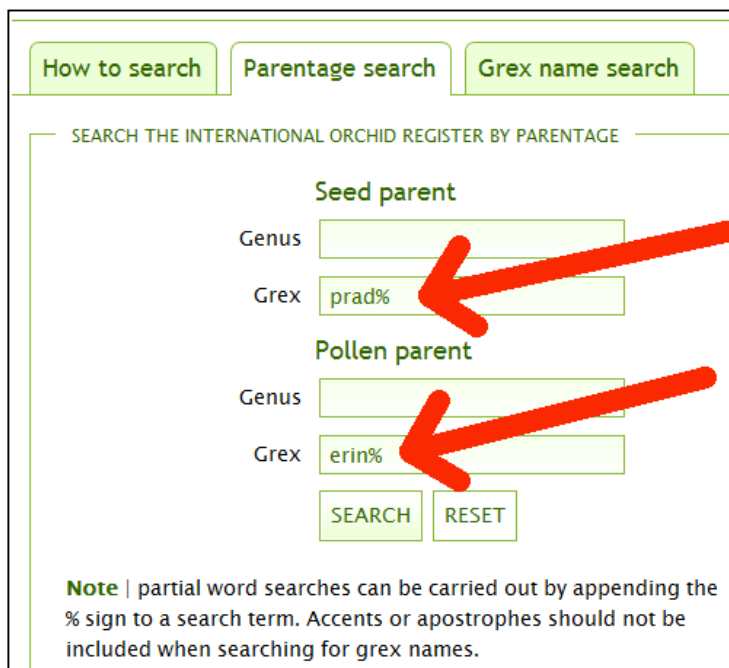 How to search Parentage search Grex name search
SEARCH THE INTERNATIONAL ORCHID REGISTER BY PARENTAGE
Seed parent
Genus
Grex prad%
Pollen parent
Genus
Grex erin%
SEARCH RESET
Note | partial word searches can be carried out by appending the
% sign to a search term. Accents or apostrophes should not be
included when searching for grex names.